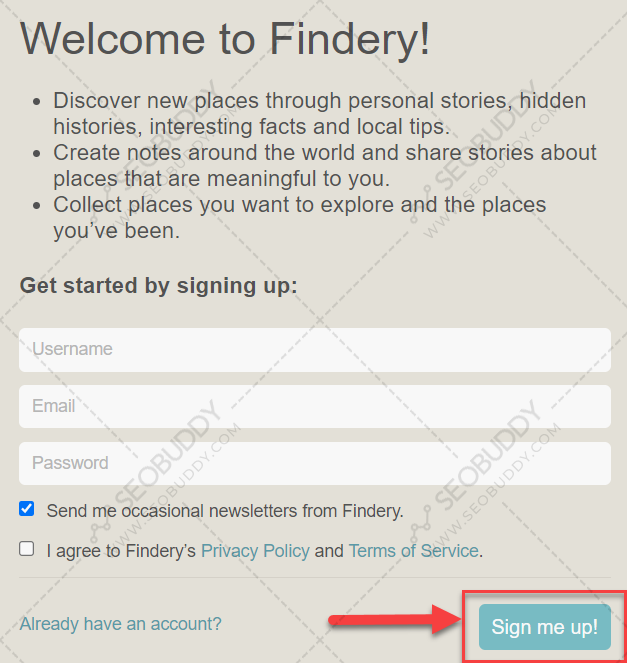 Welcome to Findery!
Discover new places through personal stories, hidden
histories, interesting facts and local tips.
Create notes around the world and share stories about
places that are meaningful to you.
Collect places you want to explore and the places
you’ve been.
Get started by signing up:
Username
Email
Password
Send me occasional newsletters from Findery.
I agree to Findery’s Privacy Policy and Terms of Service.
Already have an account?
Sign me up!
SEOBUDDY
WWW.SEOBUDDY.COM
SEOBUDDY
WWW.SEOBUDDY.COM
SEOBUDDY
WWW.SEOBUDDY.COM
SEOBUDDY
WWW.SEOBUDDY.COM